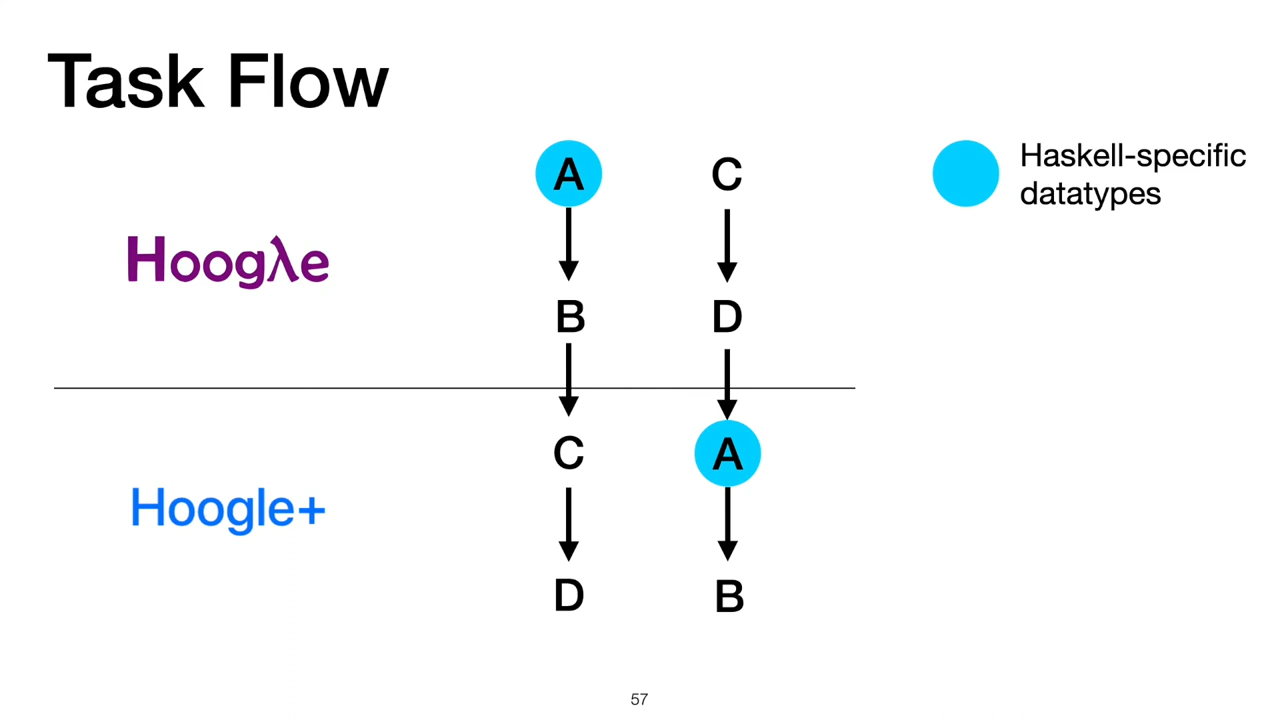 Task Flow
A
C
Haskell-specific
datatypes
Hoogλe
B
D
C
A
Hoogle+
D
B
57